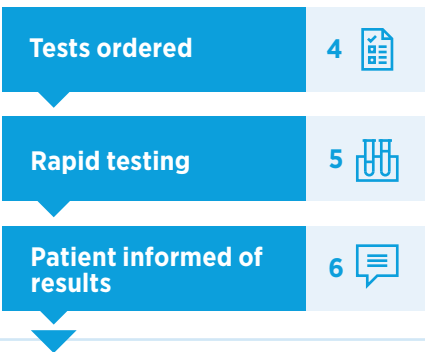 Tests ordered 4
Rapid testing 5
Patient informed of
results 6